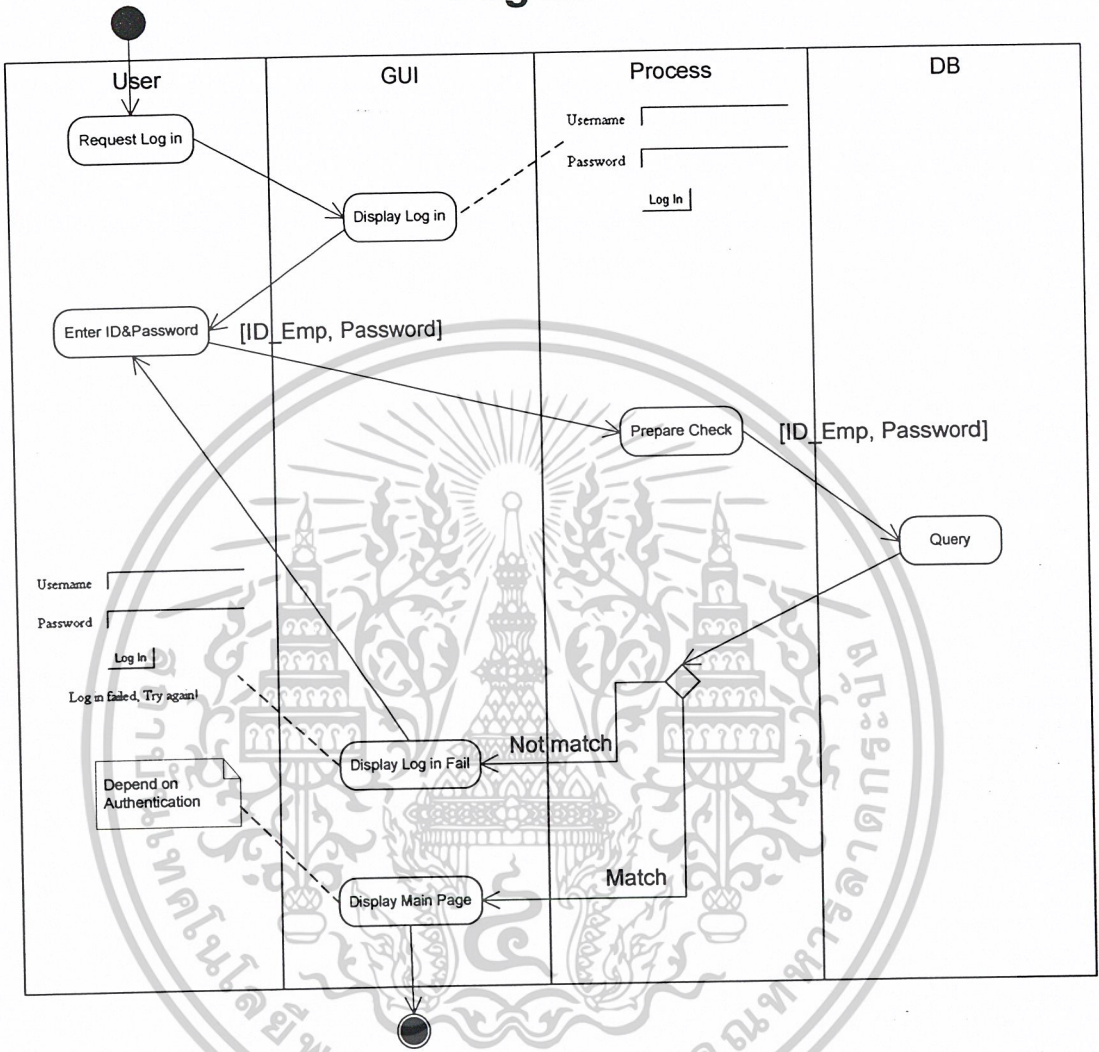 User
GUI
Process
DB
Request Log in
Username
Password
Log In
Display Log in
Enter ID&Password
[ID_Emp, Password]
Prepare Check
[ID_Emp, Password]
Query
Username
Password
Log In
Log in failed, Try again!
Not match
Display Log in Fail
Depend on
Authentication
Match
Display Main Page